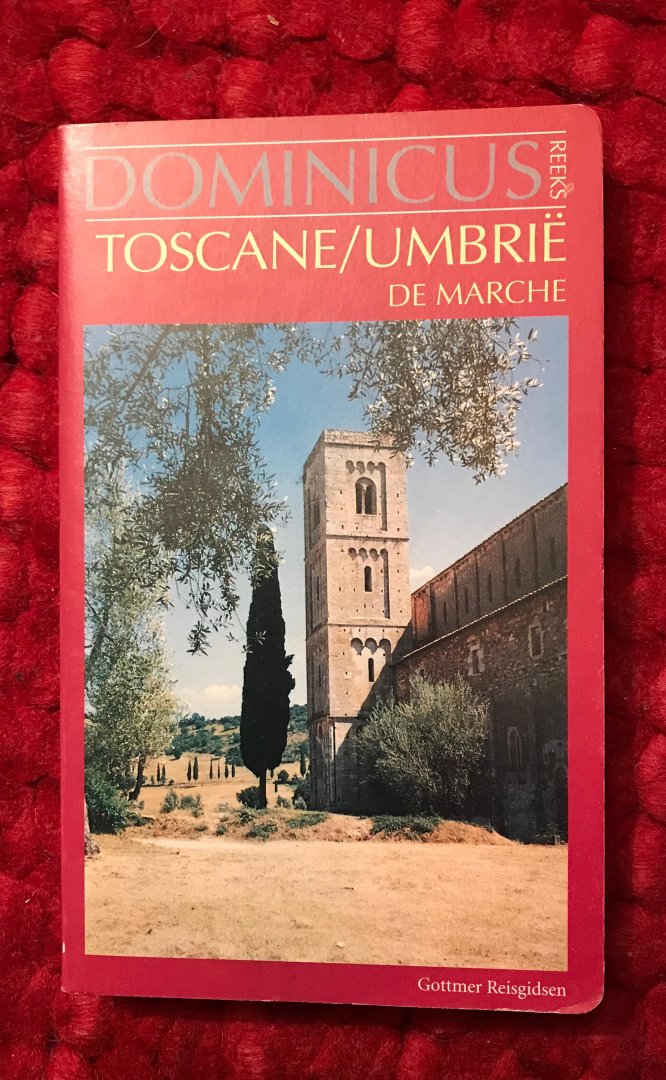 DOMINICUS REEKS
TOSCANE/UMBRIË
DE MARCHE
Gottmer Reisgidsen